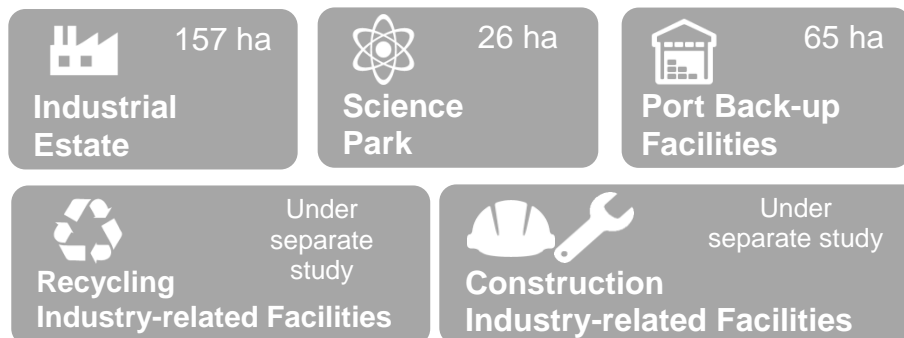 157 ha
Industrial
Estate
26 ha
Science
Park
65 ha
Port Back-up
Facilities
Under
separate
study
Recycling
Industry-related Facilities
Under
separate study
Construction
Industry-related Facilities